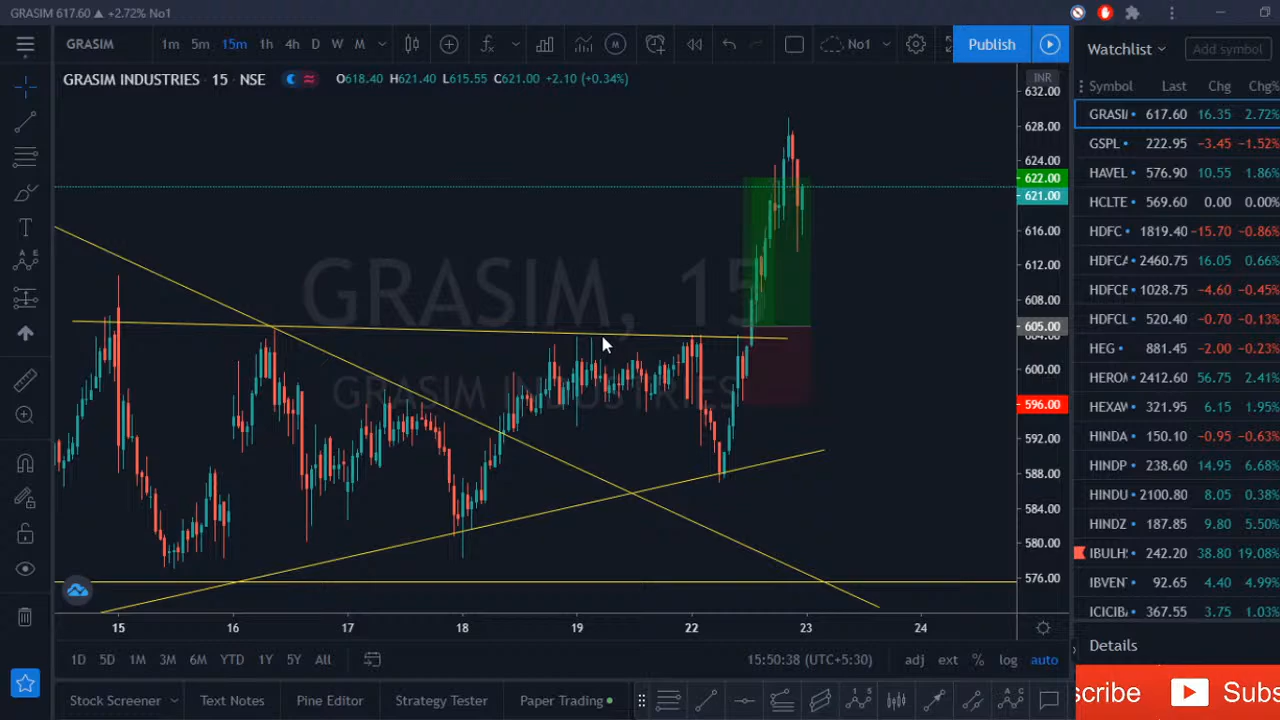 GRASIM 617.60 ▲ +2.72% No1
GRASIM 1m 5m 15m 1h 4h D W M No1 Publish
Watchlist Add symbol
GRASIM INDUSTRIES · 15 · NSE O618.40 H621.40 L615.55 C621.00 +2.10 (+0.34%)
INR
Symbol Last Chg Chg%
GRASI 617.60 16.35 2.72%
GSPL 222.95 -3.45 -1.52%
HAVEL 576.90 10.55 1.86%
HCLTE 569.60 0.00 0.00%
HDFC 1819.40 -15.70 -0.86%
HDFCA 2460.75 16.05 0.66%
HDFCB 1028.75 -4.60 -0.45%
HDFCL 520.40 -0.70 -0.13%
HEG 881.45 -2.00 -0.23%
HEROM 2412.60 56.75 2.41%
HEXAW 321.95 6.15 1.95%
HINDA 150.10 -0.95 -0.63%
HINDP 238.60 14.95 6.68%
HINDU 2100.80 8.05 0.38%
HINDZ 187.85 9.80 5.50%
IBULH 242.20 38.80 19.08%
IBVEN 92.65 4.40 4.99%
ICICIB 367.55 3.75 1.03%
632.00
628.00
624.00
622.00
621.00
616.00
612.00
608.00
605.00
604.00
600.00
596.00
592.00
588.00
584.00
580.00
576.00
GRASIM, 15
GRASIM INDUSTRIES
15 16 17 18 19 22 23 24
1D 5D 1M 3M 6M YTD 1Y 5Y All 15:50:38 (UTC+5:30) adj ext % log auto
Details
Stock Screener Text Notes Pine Editor Strategy Tester Paper Trading
scribe Subs